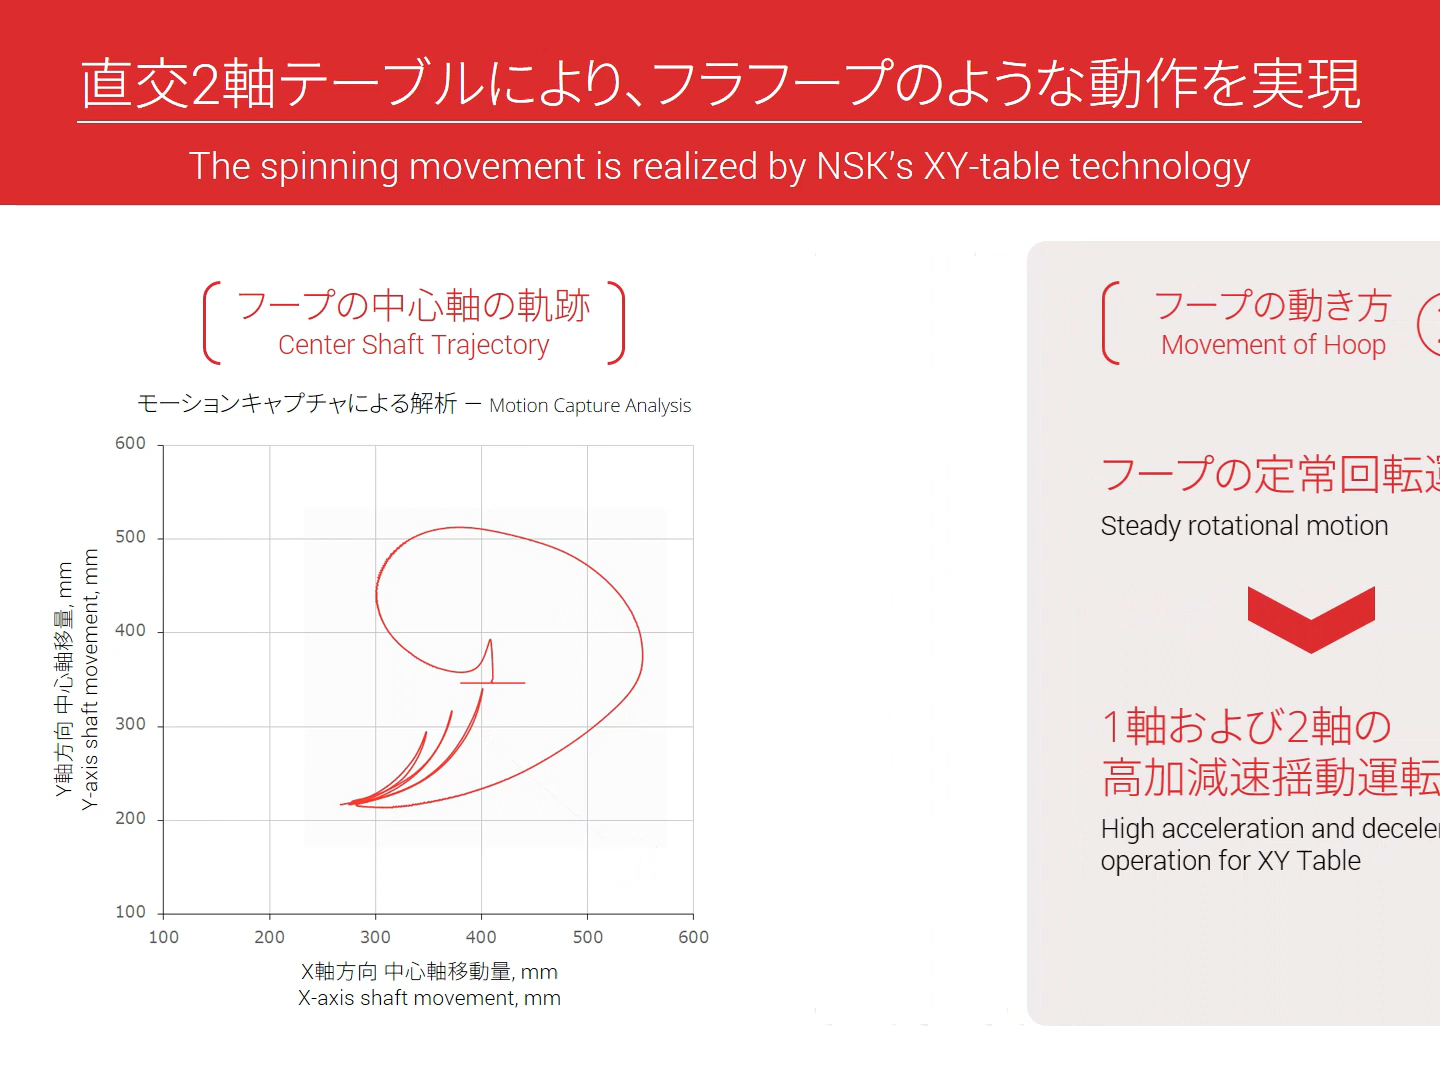 直交2軸テーブルにより、フラフープのような動作を実現
The spinning movement is realized by NSK's XY-table technology
フープの中心軸の軌跡
Center Shaft Trajectory
モーションキャプチャによる解析 － Motion Capture Analysis
600
500
400
300
200
100
100 200 300 400 500 600
Y軸方向 中心軸移動量, mm
Y-axis shaft movement, mm
X軸方向 中心軸移動量, mm
X-axis shaft movement, mm
フープの動き方
Movement of Hoop
フープの定常回転運
Steady rotational motion
1軸および2軸の
高加減速揺動運転
High acceleration and deceler
operation for XY Table